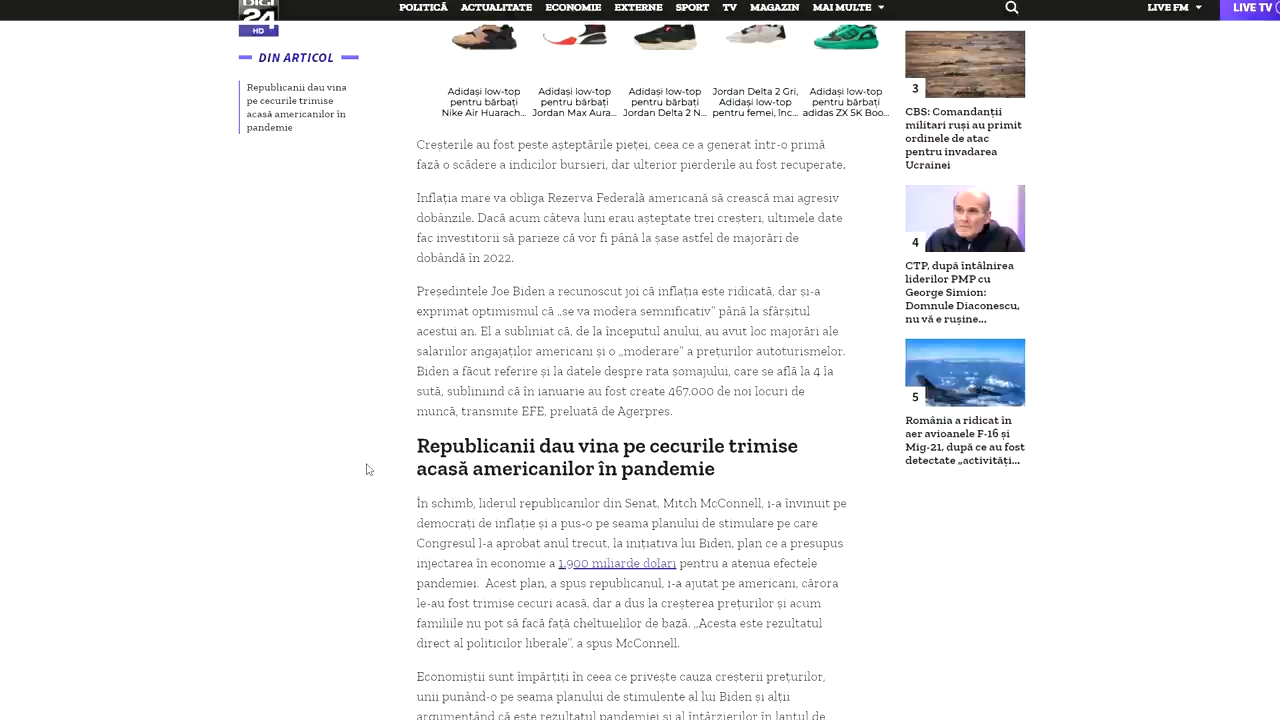 DIGI
24
HD
POLITICĂ ACTUALITATE ECONOMIE EXTERNE SPORT TV MAGAZIN MAI MULTE
LIVE FM
LIVE TV
DIN ARTICOL
Republicanii dau vina
pe cecurile trimise
acasă americanilor în
pandemie
Adidași low-top
pentru bărbați
Nike Air Huarach...
Adidași low-top
pentru bărbați
Jordan Max Aura...
Adidași low-top
pentru bărbați
Jordan Delta 2 N...
Jordan Delta 2 Gri,
Adidași low-top
pentru femei, înc...
Adidași low-top
pentru bărbați
adidas ZX 5K Boo...
Creșterile au fost peste așteptările pieței, ceea ce a generat într-o primă
fază o scădere a indicilor bursieri, dar ulterior pierderile au fost recuperate.
Inflația mare va obliga Rezerva Federală americană să crească mai agresiv
dobânzile. Dacă acum câteva luni erau așteptate trei creșteri, ultimele date
fac investitorii să parieze că vor fi până la șase astfel de majorări de
dobândă în 2022.
Președintele Joe Biden a recunoscut joi că inflația este ridicată, dar și-a
exprimat optimismul că „se va modera semnificativ” până la sfârșitul
acestui an. El a subliniat că, de la începutul anului, au avut loc majorări ale
salariilor angajaților americani și o „moderare” a prețurilor autoturismelor.
Biden a făcut referire și la datele despre rata șomajului, care se află la 4 la
sută, subliniind că în ianuarie au fost create 467.000 de noi locuri de
muncă, transmite EFE, preluată de Agerpres.
Republicanii dau vina pe cecurile trimise
acasă americanilor în pandemie
În schimb, liderul republicanilor din Senat, Mitch McConnell, i-a învinuit pe
democrați de inflație și a pus-o pe seama planului de stimulare pe care
Congresul l-a aprobat anul trecut, la inițiativa lui Biden, plan ce a presupus
injectarea în economie a 1.900 miliarde dolari pentru a atenua efectele
pandemiei. Acest plan, a spus republicanul, i-a ajutat pe americani, cărora
le-au fost trimise cecuri acasă, dar a dus la creșterea prețurilor și acum
familiile nu pot să facă față cheltuielilor de bază. „Acesta este rezultatul
direct al politicilor liberale”, a spus McConnell.
Economiștii sunt împărțiți în ceea ce privește cauza creșterii prețurilor,
unii punând-o pe seama planului de stimulente al lui Biden și alții
argumentând că este rezultatul pandemiei și al întârzierilor în lanțul de
3
CBS: Comandanții
militari ruși au primit
ordinele de atac
pentru invadarea
Ucrainei
4
CTP, după întâlnirea
liderilor PMP cu
George Simion:
Domnule Diaconescu,
nu vă e rușine...
5
România a ridicat în
aer avioanele F-16 și
Mig-21, după ce au fost
detectate „activități...